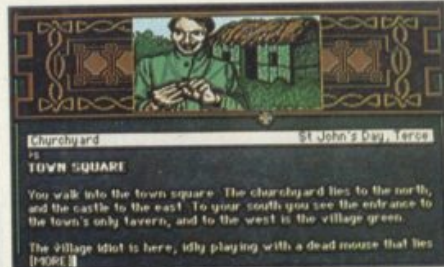 Churchyard St John's Day, Terce
>s
TOWN SQUARE
You walk into the town square. The churchyard lies to the north,
and the castle to the east. To your south you see the entrance to
the town's only tavern, and to the west is the village green.
The village idiot is here, idly playing with a dead mouse that lies
[MORE]